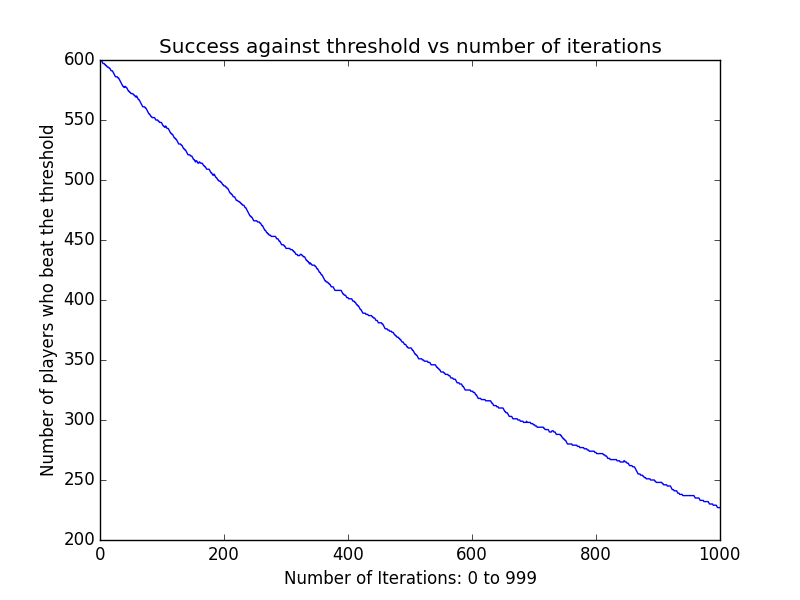 Success against threshold vs number of iterations
600
550
500
450
400
350
300
250
200
Number of players who beat the threshold
0 200 400 600 800 1000
Number of Iterations: 0 to 999